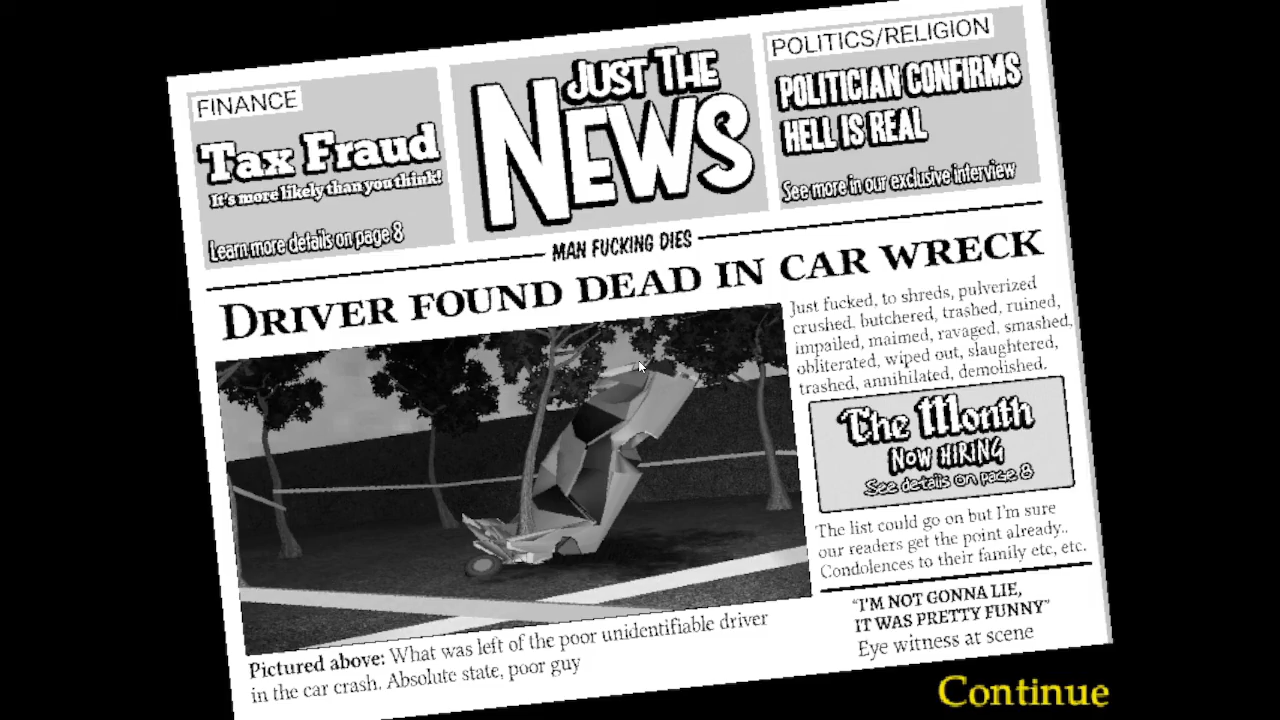 FINANCE
Tax Fraud
It's more likely than you think!
Learn more details on page 8
JUST THE
NEWS
POLITICS/RELIGION
POLITICIAN CONFIRMS
HELL IS REAL
See more in our exclusive interview
MAN FUCKING DIES
DRIVER FOUND DEAD IN CAR WRECK
Just fucked, to shreds, pulverized
crushed, butchered, trashed, ruined,
impailed, maimed, ravaged, smashed,
obliterated, wiped out, slaughtered,
trashed, annihilated, demolished.
The Month
NOW HIRING
See details on page 8
The list could go on but I'm sure
our readers get the point already..
Condolences to their family etc, etc.
"I'M NOT GONNA LIE,
IT WAS PRETTY FUNNY"
Eye witness at scene
Pictured above: What was left of the poor unidentifiable driver
in the car crash. Absolute state, poor guy
Continue